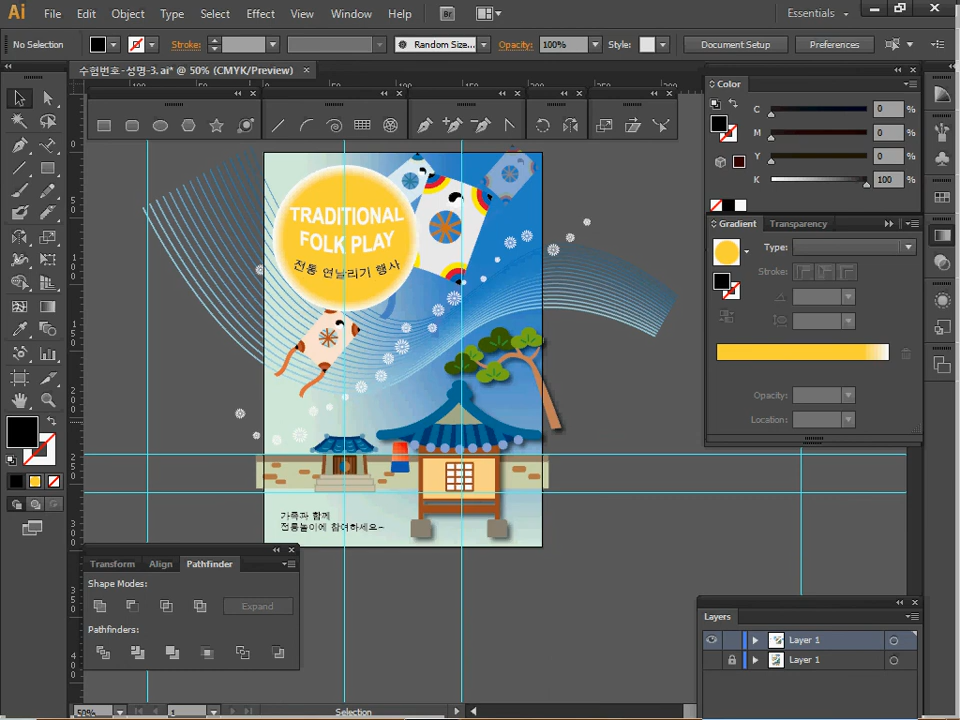 Ai File Edit Object Type Select Effect View Window Help Br Essentials
No Selection Stroke: Random Size... Opacity: 100% Style: Document Setup Preferences
수험번호-성명-3.ai* @ 50% (CMYK/Preview) ×
Color
C 0 %
M 0 %
Y 0 %
K 100 %
Gradient Transparency
Type:
Stroke:
Opacity:
Location:
TRADITIONAL
FOLK PLAY
전통 연날리기 행사
가족과 함께
전통놀이에 참여하세요~
Transform Align Pathfinder
Shape Modes:
Expand
Pathfinders:
Layers
Layer 1
Layer 1
50% 1 Selection